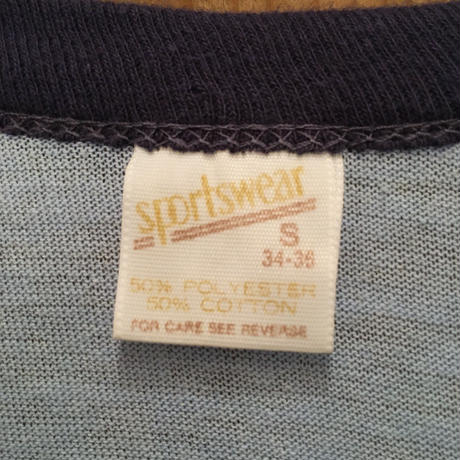 sportswear
S
34-36
50% POLYESTER
50% COTTON
FOR CARE SEE REVERSE